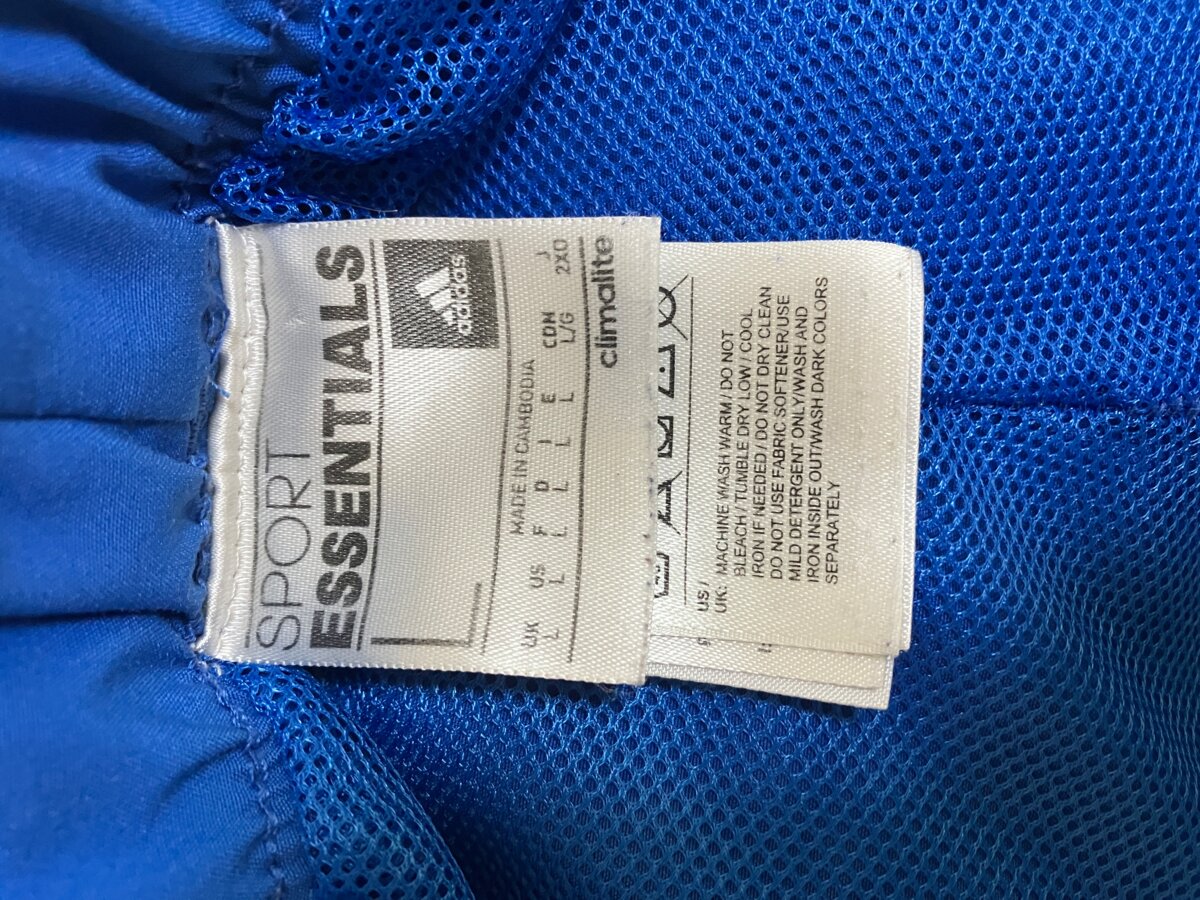 SPORT
ESSENTIALS
adidas
MADE IN CAMBODIA
UK US F D I E CDN J
L L L L L L L/G 2XO
climalite
US /
UK: MACHINE WASH WARM / DO NOT
BLEACH / TUMBLE DRY LOW / COOL
IRON IF NEEDED / DO NOT DRY CLEAN
DO NOT USE FABRIC SOFTENER/USE
MILD DETERGENT ONLY/WASH AND
IRON INSIDE OUT/WASH DARK COLORS
SEPARATELY